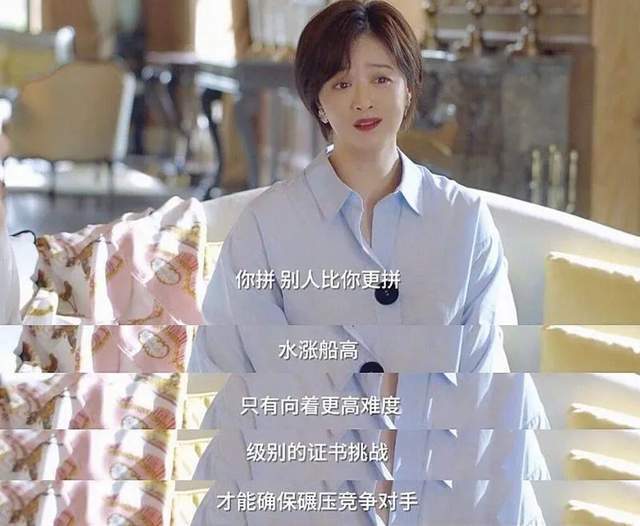 你拼 别人比你更拼
水涨船高
只有向着更高难度
级别的证书挑战
才能确保碾压竞争对手